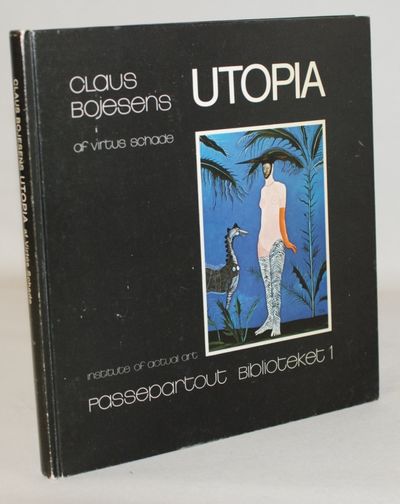 CLAUS BOJESENS UTOPIA af Virtus Schade
CLAUS
BOJESENS UTOPIA
af virtus schade
institute of actual art
Passepartout Biblioteket 1